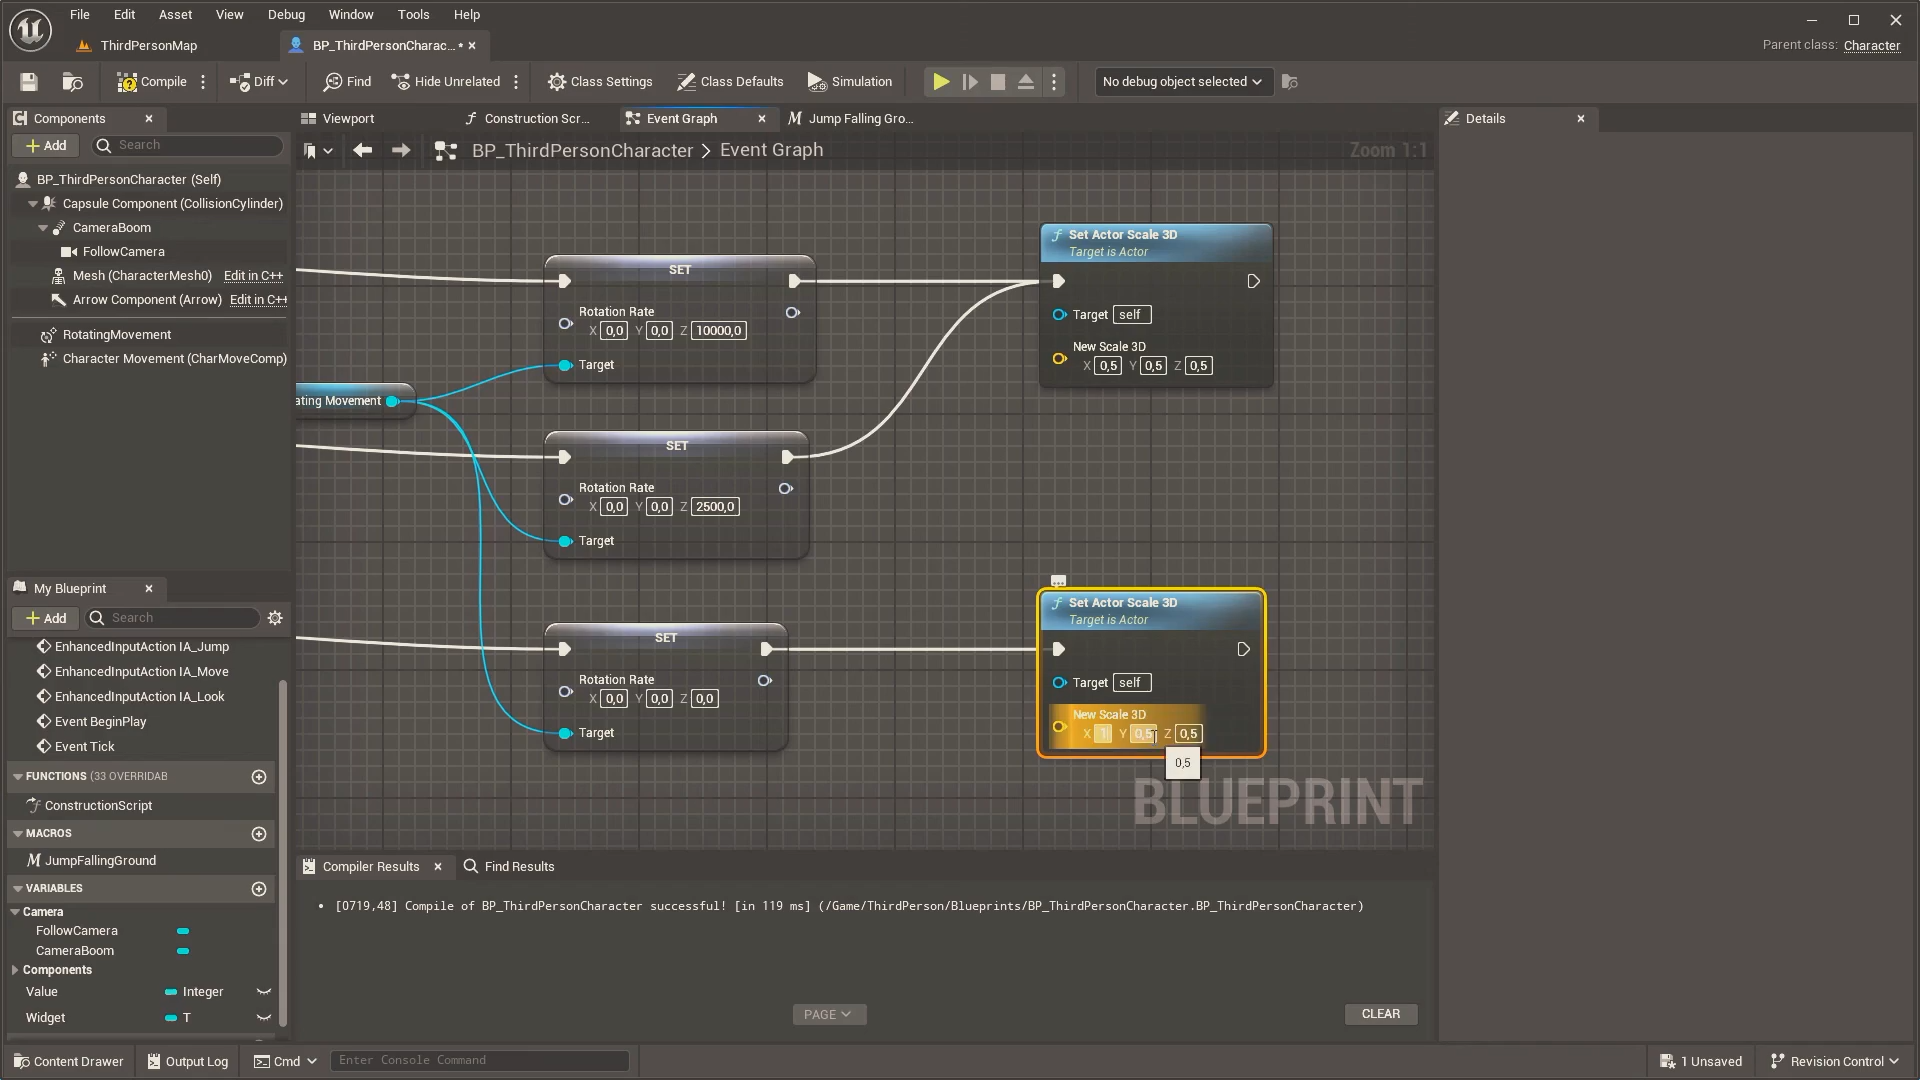 File Edit Asset View Debug Window Tools Help
ThirdPersonMap
BP_ThirdPersonCharac... •
Parent class: Character
Compile
Diff
Find
Hide Unrelated
Class Settings
Class Defaults
Simulation
No debug object selected
Components
Add
Search
BP_ThirdPersonCharacter (Self)
Capsule Component (CollisionCylinder)
CameraBoom
FollowCamera
Mesh (CharacterMesh0) Edit in C++
Arrow Component (Arrow) Edit in C++
RotatingMovement
Character Movement (CharMoveComp)
My Blueprint
Add
Search
EnhancedInputAction IA_Jump
EnhancedInputAction IA_Move
EnhancedInputAction IA_Look
Event BeginPlay
Event Tick
FUNCTIONS (33 OVERRIDAB
ConstructionScript
MACROS
JumpFallingGround
VARIABLES
Camera
FollowCamera
CameraBoom
Components
Value Integer
Widget T
Viewport
Construction Scr...
Event Graph
Jump Falling Gro...
BP_ThirdPersonCharacter > Event Graph
Zoom 1:1
SET
Rotation Rate
X 0,0 Y 0,0 Z 10000,0
Target
ating Movement
SET
Rotation Rate
X 0,0 Y 0,0 Z 2500,0
Target
SET
Rotation Rate
X 0,0 Y 0,0 Z 0,0
Target
Set Actor Scale 3D
Target is Actor
Target self
New Scale 3D
X 0,5 Y 0,5 Z 0,5
Set Actor Scale 3D
Target is Actor
Target self
New Scale 3D
X 1 Y 0,5 Z 0,5
0,5
BLUEPRINT
Compiler Results
Find Results
• [0719,48] Compile of BP_ThirdPersonCharacter successful! [in 119 ms] (/Game/ThirdPerson/Blueprints/BP_ThirdPersonCharacter.BP_ThirdPersonCharacter)
PAGE
CLEAR
Details
Content Drawer
Output Log
Cmd
Enter Console Command
1 Unsaved
Revision Control